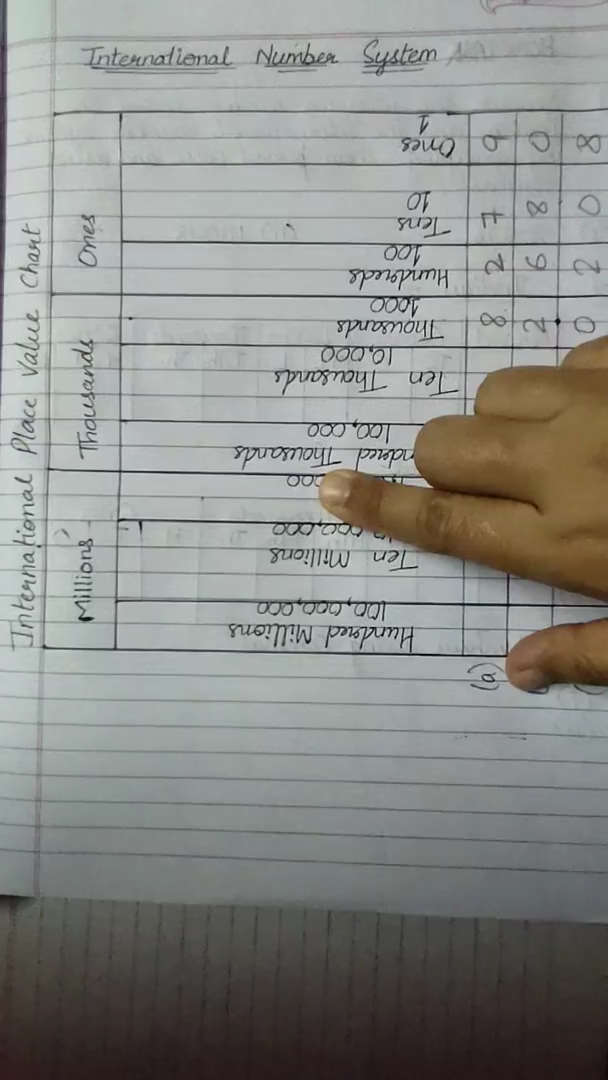 International Number System
International Place Value Chart
Millions
Thousands
Ones
Hundred Millions
100,000,000
Ten Millions
Thousands
100,000
Ten Thousands
10,000
Thousands
1000
Hundreds
100
Tens
10
Ones
1
(a)
8 2 7 9
2 6 8 0
0 2 0 8